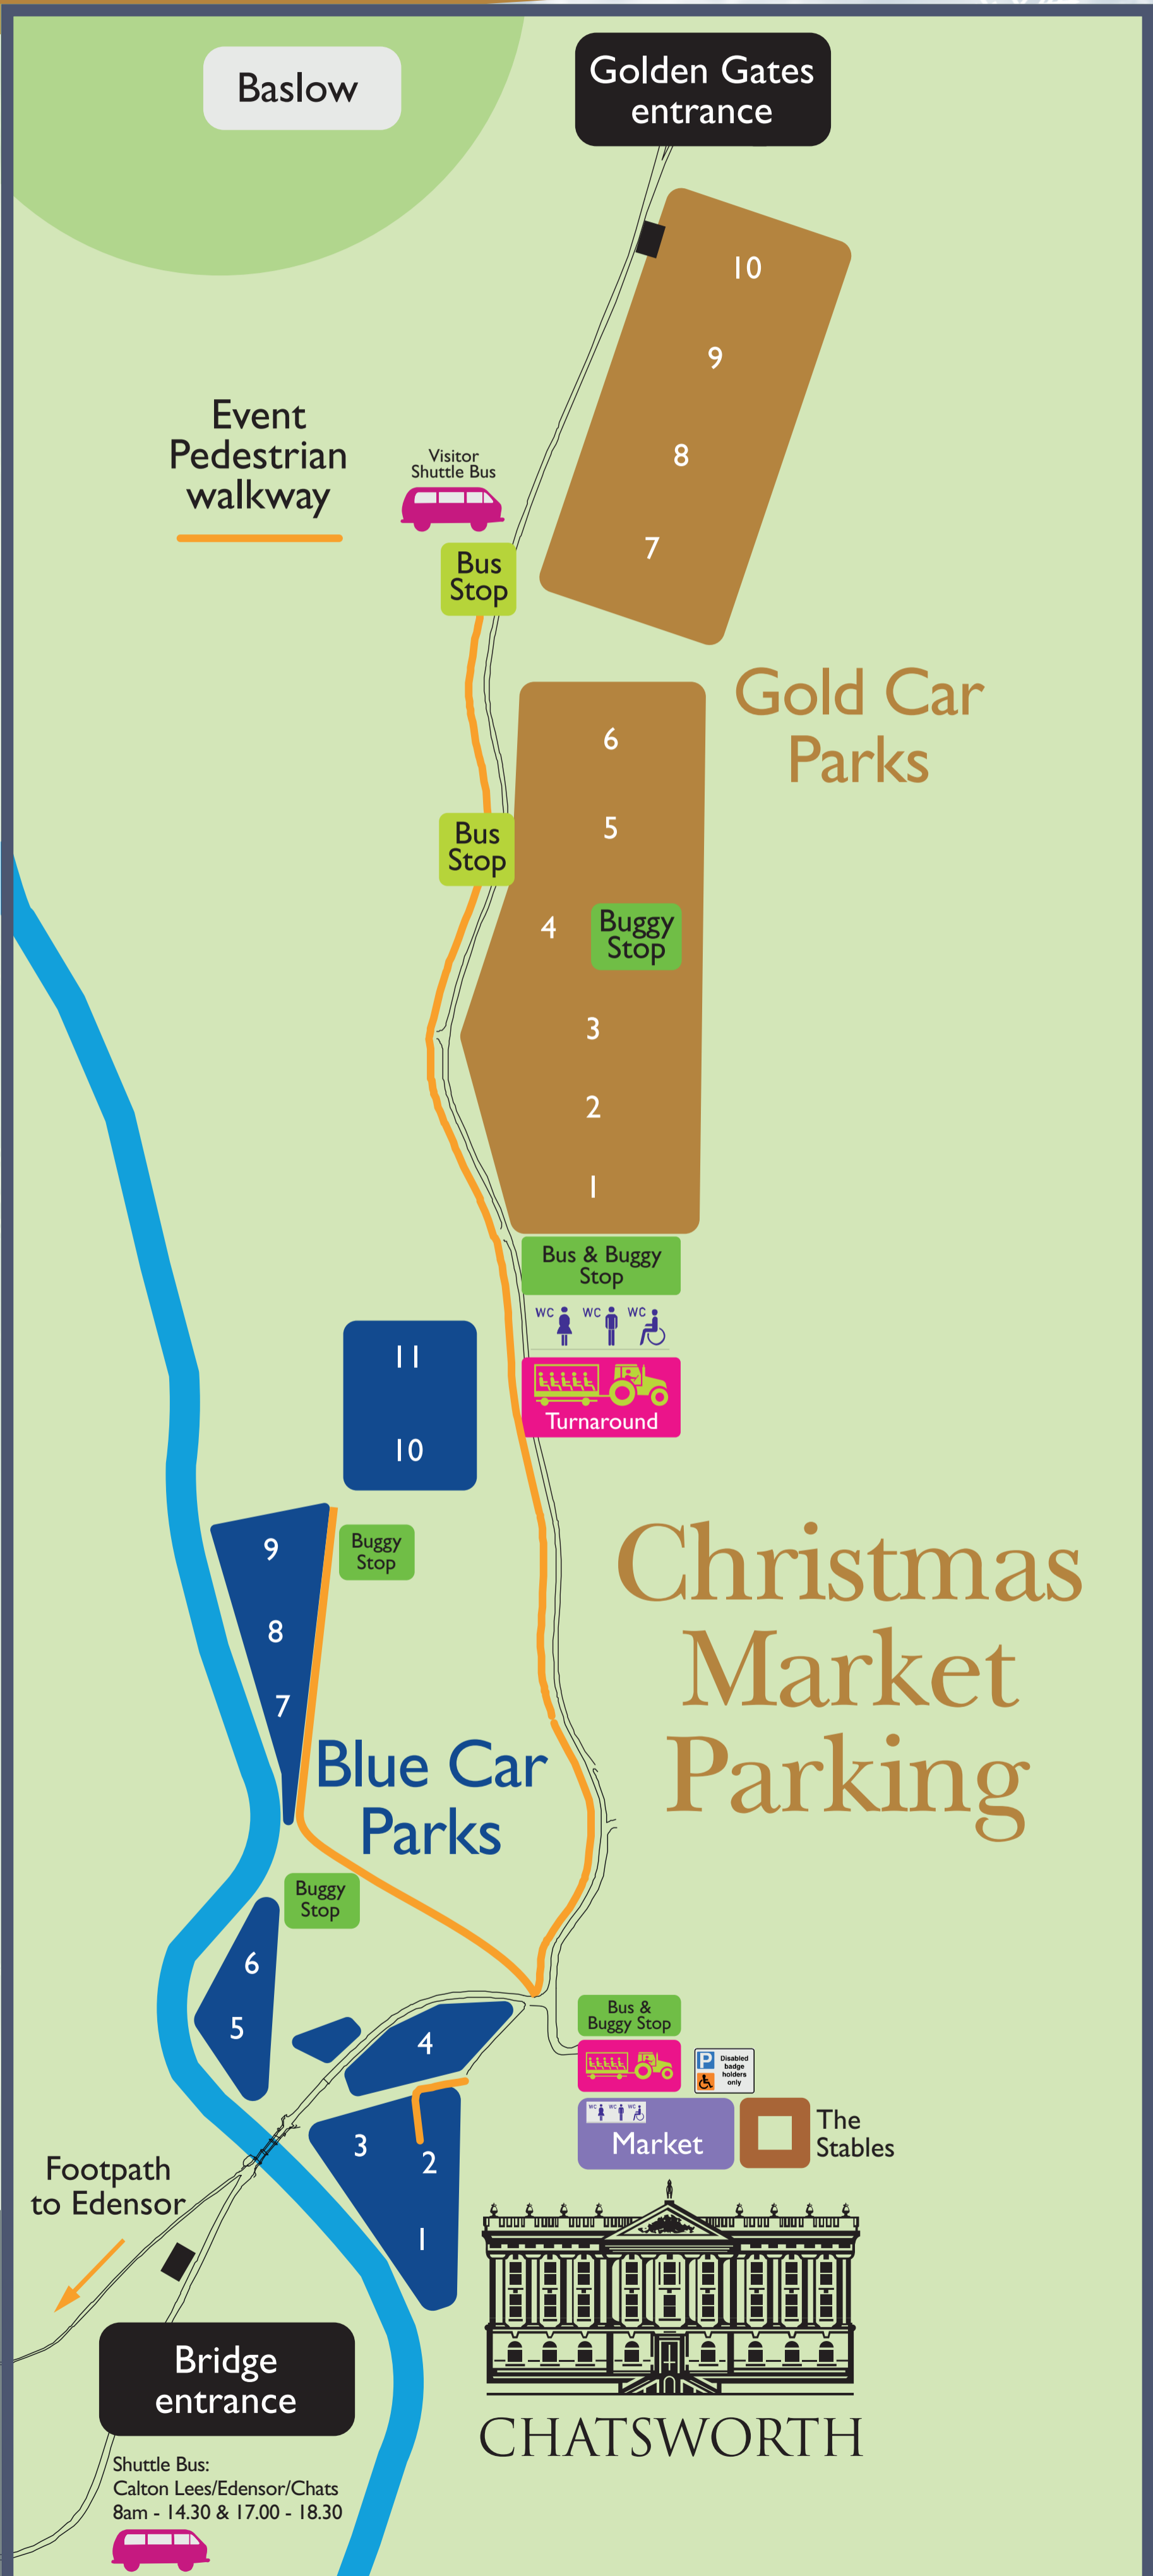 Baslow
Golden Gates
entrance
10
9
8
7
Event
Pedestrian
walkway
Visitor
Shuttle Bus
Bus
Stop
Gold Car
Parks
6
5
Bus
Stop
4
Buggy
Stop
3
2
1
Bus & Buggy
Stop
WC WC WC
Turnaround
11
10
9
8
7
Buggy
Stop
Christmas
Market
Parking
Blue Car
Parks
Buggy
Stop
6
5
4
Bus &
Buggy Stop
P
Disabled
badge
holders
only
WC WC WC
Market
The
Stables
3
2
1
Footpath
to Edensor
Bridge
entrance
CHATSWORTH
Shuttle Bus:
Calton Lees/Edensor/Chats
8am - 14.30 & 17.00 - 18.30